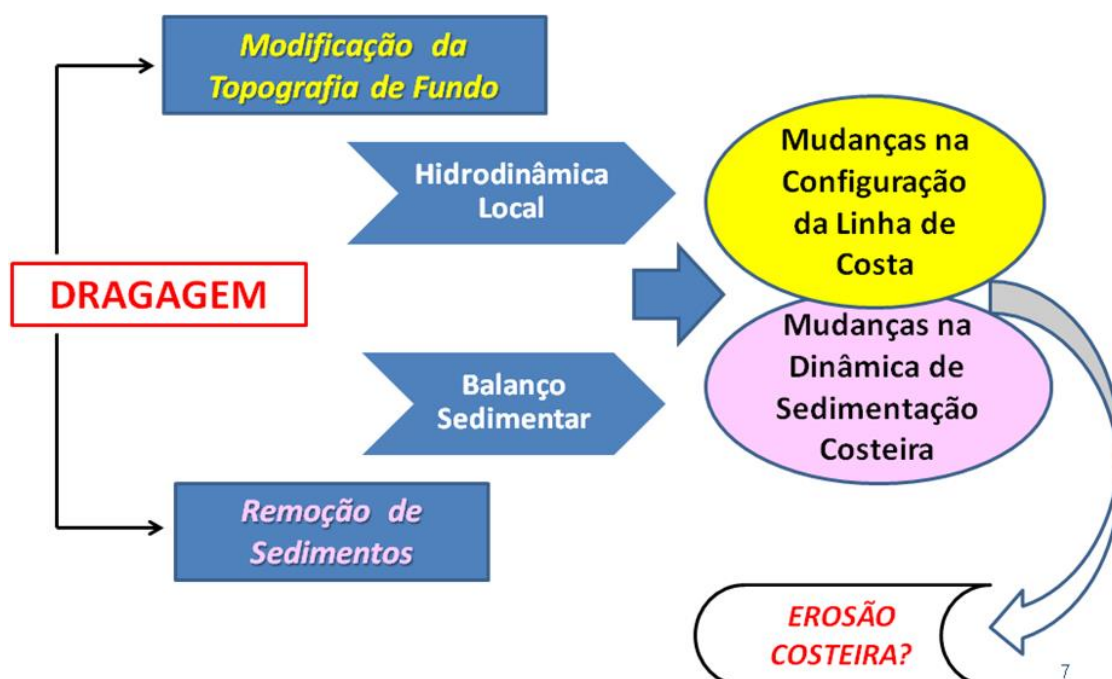 Modificação da
Topografia de Fundo
Hidrodinâmica
Local
Mudanças na
Configuração
da Linha de
Costa
DRAGAGEM
Mudanças na
Dinâmica de
Sedimentação
Costeira
Balanço
Sedimentar
Remoção de
Sedimentos
EROSÃO
COSTEIRA?
7